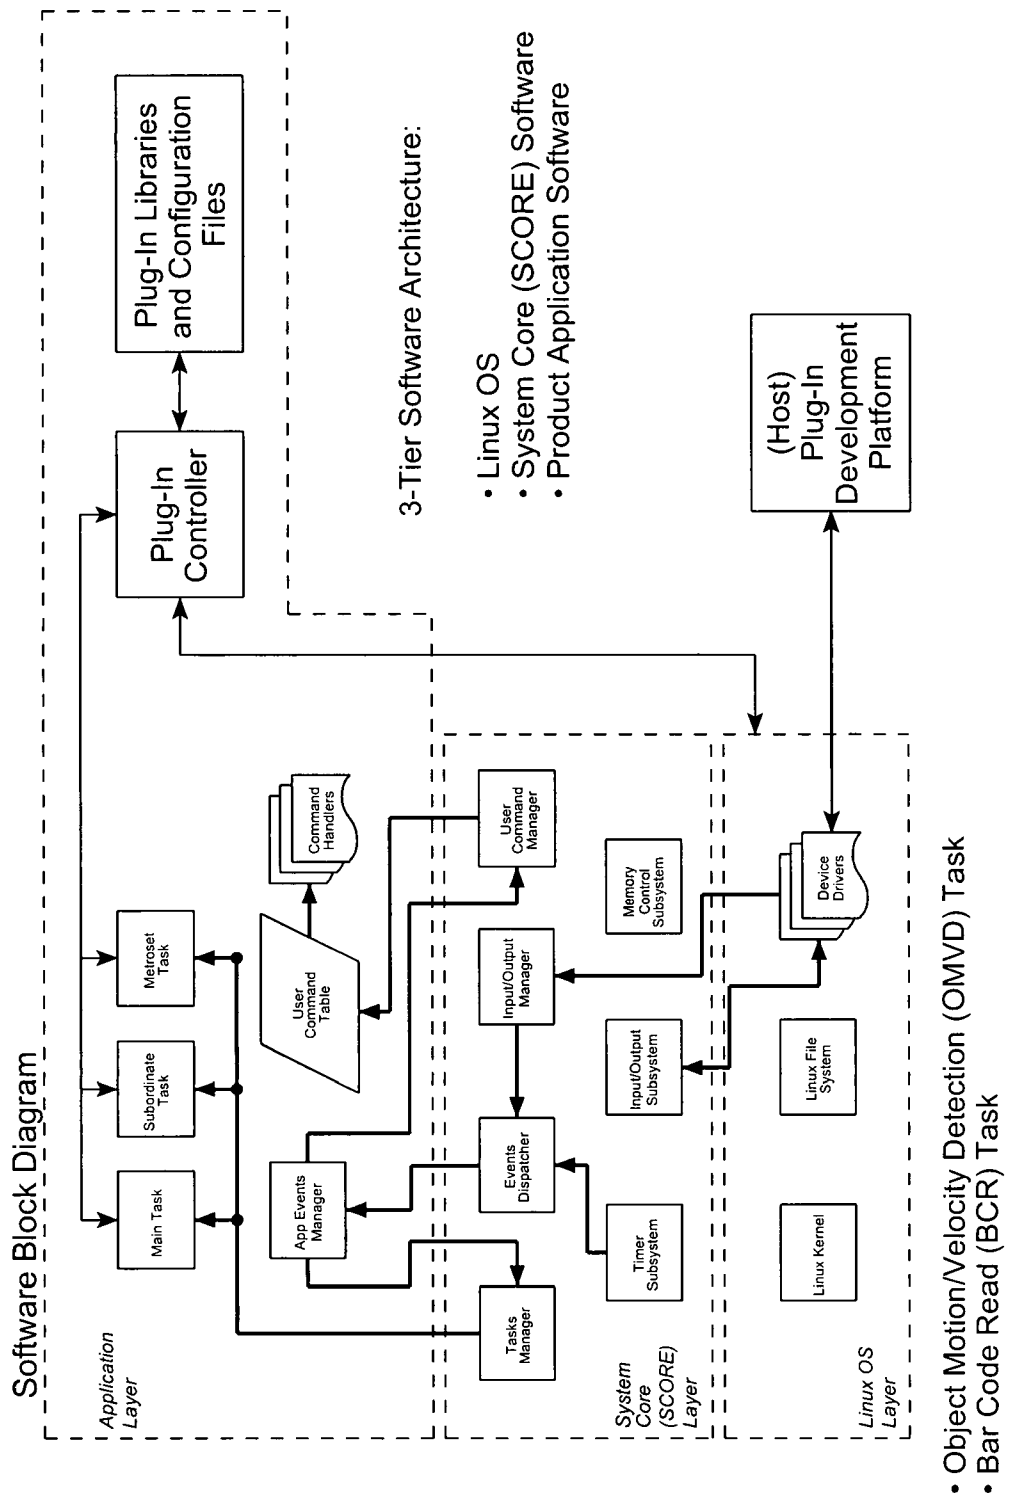 Software Block Diagram
Application
Layer
Main Task
Subordinate
Task
Metroset
Task
Plug-In
Controller
Plug-In Libraries
and Configuration
Files
App Events
Manager
User
Command
Table
Command
Handlers
3-Tier Software Architecture:
• Linux OS
• System Core (SCORE) Software
• Product Application Software
System
Core
(SCORE)
Layer
Tasks
Manager
Events
Dispatcher
Input/Output
Manager
User
Command
Manager
Timer
Subsystem
Input/Output
Subsystem
Memory
Control
Subsystem
Linux OS
Layer
Linux Kernel
Linux File
System
Device
Drivers
(Host)
Plug-In
Development
Platform
• Object Motion/Velocity Detection (OMVD) Task
• Bar Code Read (BCR) Task